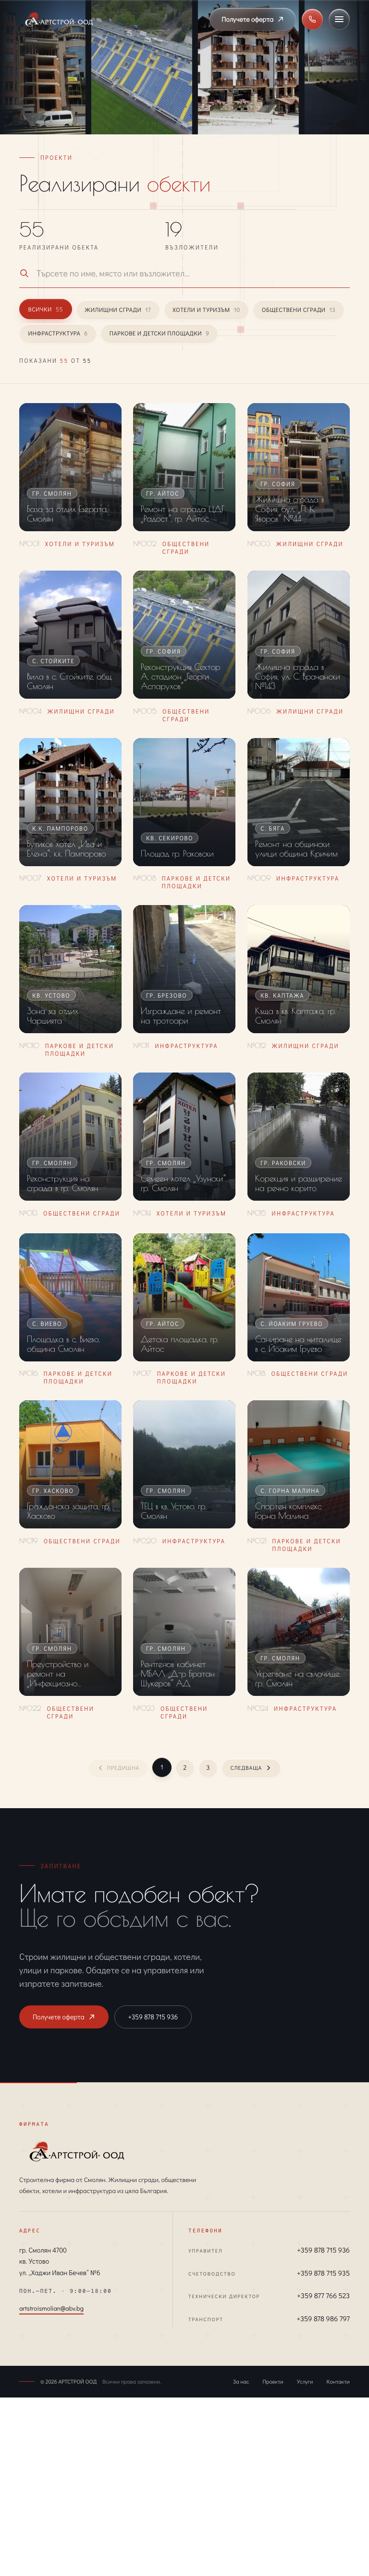 АРТСТРОЙ- ООД
Получете оферта
ПРОЕКТИ
Реализирани обекти
55
19
РЕАЛИЗИРАНИ ОБЕКТА
ВЪЗЛОЖИТЕЛИ
Търсете по име, място или възложител...
ВСИЧКИ 55
ЖИЛИЩНИ СГРАДИ 17
ХОТЕЛИ И ТУРИЗЪМ 10
ОБЩЕСТВЕНИ СГРАДИ 13
ИНФРАСТРУКТУРА 6
ПАРКОВЕ И ДЕТСКИ ПЛОЩАДКИ 9
ПОКАЗАНИ 55 ОТ 55
ГР. СМОЛЯН
База за отдих
Смолян
№001 ХОТЕЛИ И ТУРИЗЪМ
ГР. АЙТОС
Ремонт на сграда ЦДГ
„Радост“, гр. Айтос
№002 ОБЩЕСТВЕНИ
СГРАДИ
ГР. СОФИЯ
Жилищна сграда в
София, бул.
Яворов" №44
№003 ЖИЛИЩНИ СГРАДИ
С. СТОЙКИТЕ
Вила в с. Стойките, общ.
Смолян
№004 ЖИЛИЩНИ СГРАДИ
ГР. СОФИЯ
Реконструкция Сектор
А, стадион „Георги
Аспарухов“
№005 ОБЩЕСТВЕНИ
СГРАДИ
ГР. СОФИЯ
Жилищна сграда в
София, ул. С. Врачански
№143
№006 ЖИЛИЩНИ СГРАДИ
К.К. ПАМПОРОВО
Бутиков хотел „Ива и
Елена“, к.к. Пампорово
№007 ХОТЕЛИ И ТУРИЗЪМ
КВ. СЕКИРОВО
Площад гр. Раковски
№008 ПАРКОВЕ И ДЕТСКИ
ПЛОЩАДКИ
С. БЯГА
Ремонт на общински
улици община Кричим
№009 ИНФРАСТРУКТУРА
КВ. УСТОВО
Зона за отдих
Чаршията
№010 ПАРКОВЕ И ДЕТСКИ
ПЛОЩАДКИ
ГР. БРЕЗОВО
Изграждане и ремонт
на тротоари
№011 ИНФРАСТРУКТУРА
КВ. КАПТАЖА
Къща в кв. Каптажа, гр.
Смолян
№012 ЖИЛИЩНИ СГРАДИ
ГР. СМОЛЯН
Реконструкция на
сграда в гр. Смолян
№013 ОБЩЕСТВЕНИ СГРАДИ
ГР. СМОЛЯН
Семеен хотел „Узунски“
гр. Смолян
№014 ХОТЕЛИ И ТУРИЗЪМ
ГР. РАКОВСКИ
Корекция и разширение
на речно корито
№015 ИНФРАСТРУКТУРА
С. ВИЕВО
Площадка в с. Виево,
община Смолян
№016 ПАРКОВЕ И ДЕТСКИ
ПЛОЩАДКИ
ГР. АЙТОС
Детска площадка, гр.
Айтос
№017 ПАРКОВЕ И ДЕТСКИ
ПЛОЩАДКИ
С. ЙОАКИМ ГРУЕВО
Саниране на читалище
в с. Йоаким Груево
№018 ОБЩЕСТВЕНИ СГРАДИ
ГР. ХАСКОВО
Гражданска защита, гр.
Хасково
№019 ОБЩЕСТВЕНИ СГРАДИ
ГР. СМОЛЯН
ТЕЦ в кв. Устово, гр.
Смолян
№020 ИНФРАСТРУКТУРА
С. ГОРНА МАЛИНА
Спортен комплекс
Горна Малина
№021 ПАРКОВЕ И ДЕТСКИ
ПЛОЩАДКИ
ГР. СМОЛЯН
Преустройство и
ремонт на
„Инфекциозно...
№022 ОБЩЕСТВЕНИ
СГРАДИ
ГР. СМОЛЯН
Рентгенов кабинет
МБАЛ „Д-р Братан
Шукеров“ АД
№023 ОБЩЕСТВЕНИ
СГРАДИ
ГР. СМОЛЯН
Укрепване на свлачище,
гр. Смолян
№024 ИНФРАСТРУКТУРА
ПРЕДИШНА 1 2 3 СЛЕДВАЩА
ЗАПИТВАНЕ
Имате подобен обект?
Ще го обсъдим с вас.
Строим жилищни и обществени сгради, хотели,
улици и паркове. Обадете се на управителя или
изпратете запитване.
Получете оферта
+359 878 715 936
ФИРМАТА
АРТСТРОЙ- ООД
Строителна фирма от Смолян. Жилищни сгради, обществени
обекти, хотели и инфраструктура из цяла България.
АДРЕС
гр. Смолян 4700
кв. Устово
ул. „Хаджи Иван Бечев“ №6
ПОН.–ПЕТ. · 9:00–18:00
artstroismolian@abv.bg
ТЕЛЕФОНИ
УПРАВИТЕЛ +359 878 715 936
СЧЕТОВОДСТВО +359 878 715 935
ТЕХНИЧЕСКИ ДИРЕКТОР +359 877 766 523
ТРАНСПОРТ +359 878 986 797
© 2026 АРТСТРОЙ ООД Всички права запазени.
За нас Проекти Услуги Контакти